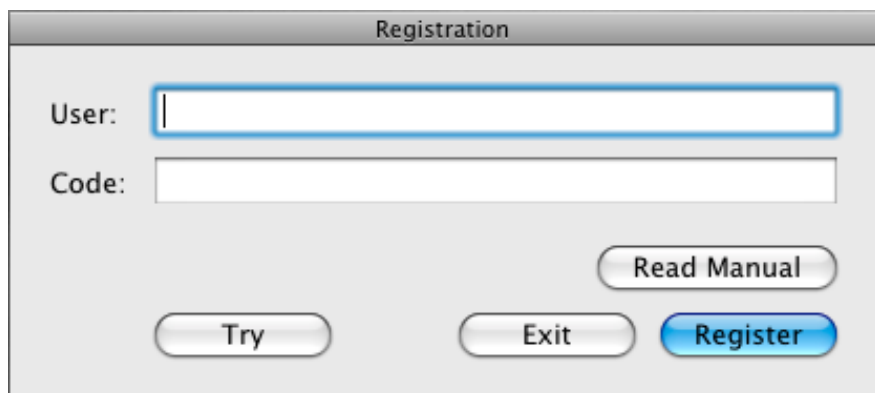 Registration
User:
Code:
Read Manual
Try Exit Register